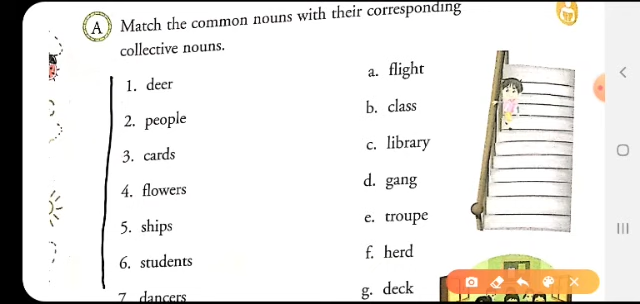 A Match the common nouns with their corresponding
collective nouns.
1. deer
a. flight
2. people
b. class
3. cards
c. library
4. flowers
d. gang
5. ships
e. troupe
6. students
f. herd
7. dancers
g. deck